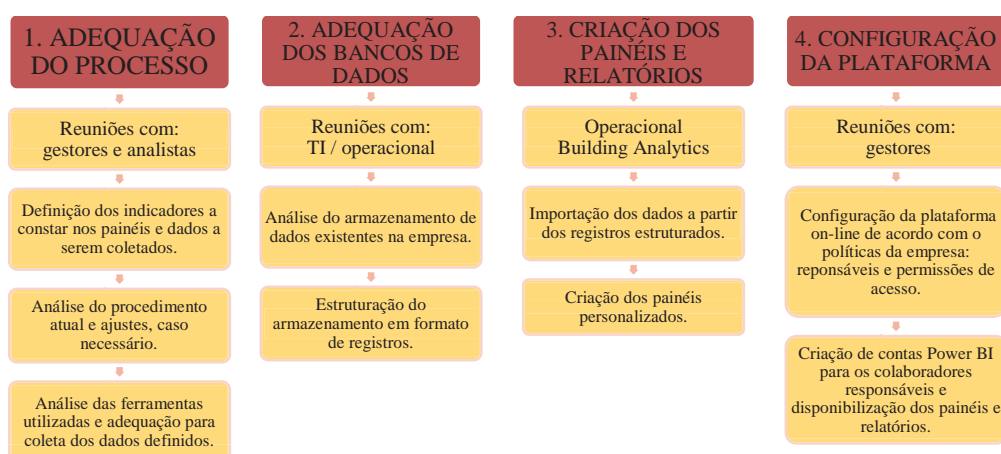 1. ADEQUAÇÃO
DO PROCESSO
Reuniões com:
gestores e analistas
Definição dos indicadores a
constar nos painéis e dados a
serem coletados.
Análise do procedimento
atual e ajustes, caso
necessário.
Análise das ferramentas
utilizadas e adequação para
coleta dos dados definidos.
2. ADEQUAÇÃO
DOS BANCOS DE
DADOS
Reuniões com:
TI / operacional
Análise do armazenamento de
dados existentes na empresa.
Estruturação do
armazenamento em formato
de registros.
3. CRIAÇÃO DOS
PAINÉIS E
RELATÓRIOS
Operacional
Building Analytics
Importação dos dados a partir
dos registros estruturados.
Criação dos painéis
personalizados.
4. CONFIGURAÇÃO
DA PLATAFORMA
Reuniões com:
gestores
Configuração da plataforma
on-line de acordo com o
políticas da empresa:
reponsáveis e permissões de
acesso.
Criação de contas Power BI
para os colaboradores
responsáveis e
disponibilização dos painéis e
relatórios.